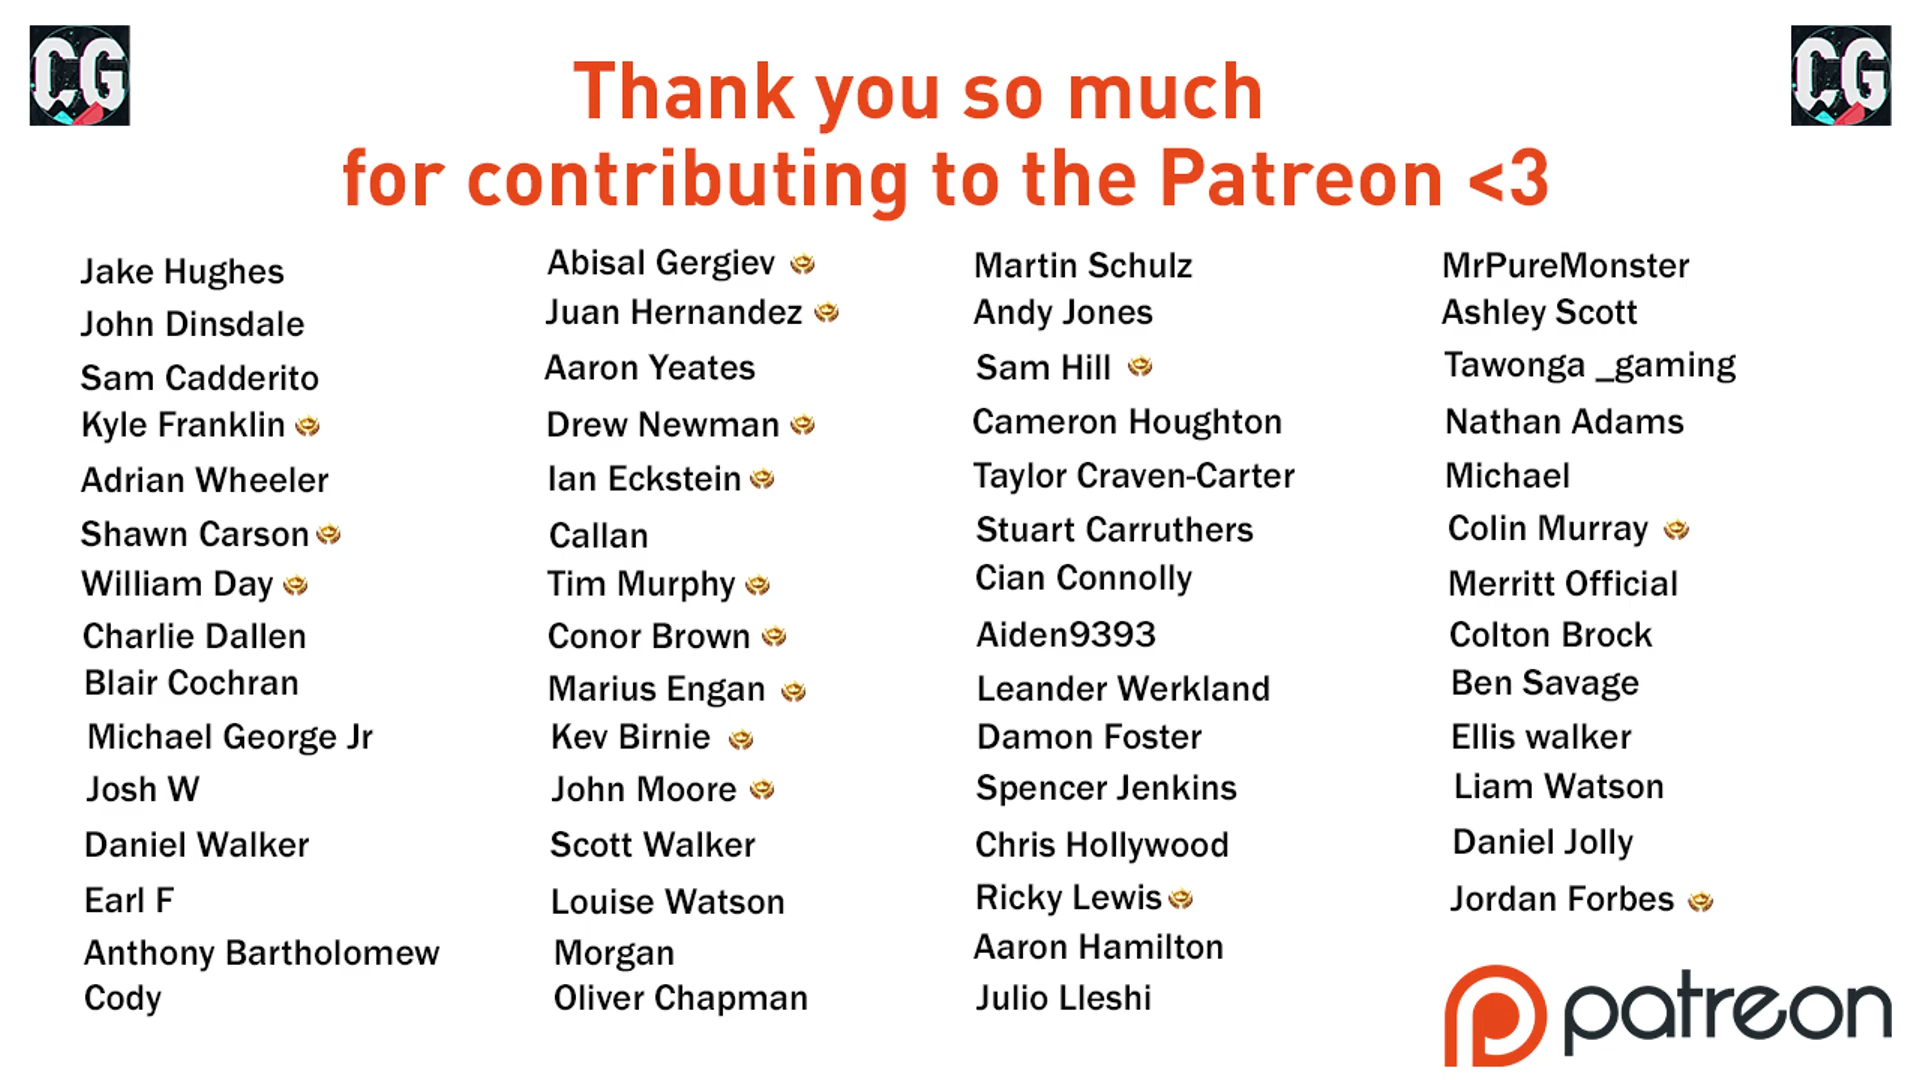 CG
CG
Thank you so much
for contributing to the Patreon <3
Jake Hughes
John Dinsdale
Sam Cadderito
Kyle Franklin
Adrian Wheeler
Shawn Carson
William Day
Charlie Dallen
Blair Cochran
Michael George Jr
Josh W
Daniel Walker
Earl F
Anthony Bartholomew
Cody
Abisal Gergiev
Juan Hernandez
Aaron Yeates
Drew Newman
Ian Eckstein
Callan
Tim Murphy
Conor Brown
Marius Engan
Kev Birnie
John Moore
Scott Walker
Louise Watson
Morgan
Oliver Chapman
Martin Schulz
Andy Jones
Sam Hill
Cameron Houghton
Taylor Craven-Carter
Stuart Carruthers
Cian Connolly
Aiden9393
Leander Werkland
Damon Foster
Spencer Jenkins
Chris Hollywood
Ricky Lewis
Aaron Hamilton
Julio Lleshi
MrPureMonster
Ashley Scott
Tawonga _gaming
Nathan Adams
Michael
Colin Murray
Merritt Official
Colton Brock
Ben Savage
Ellis walker
Liam Watson
Daniel Jolly
Jordan Forbes
patreon